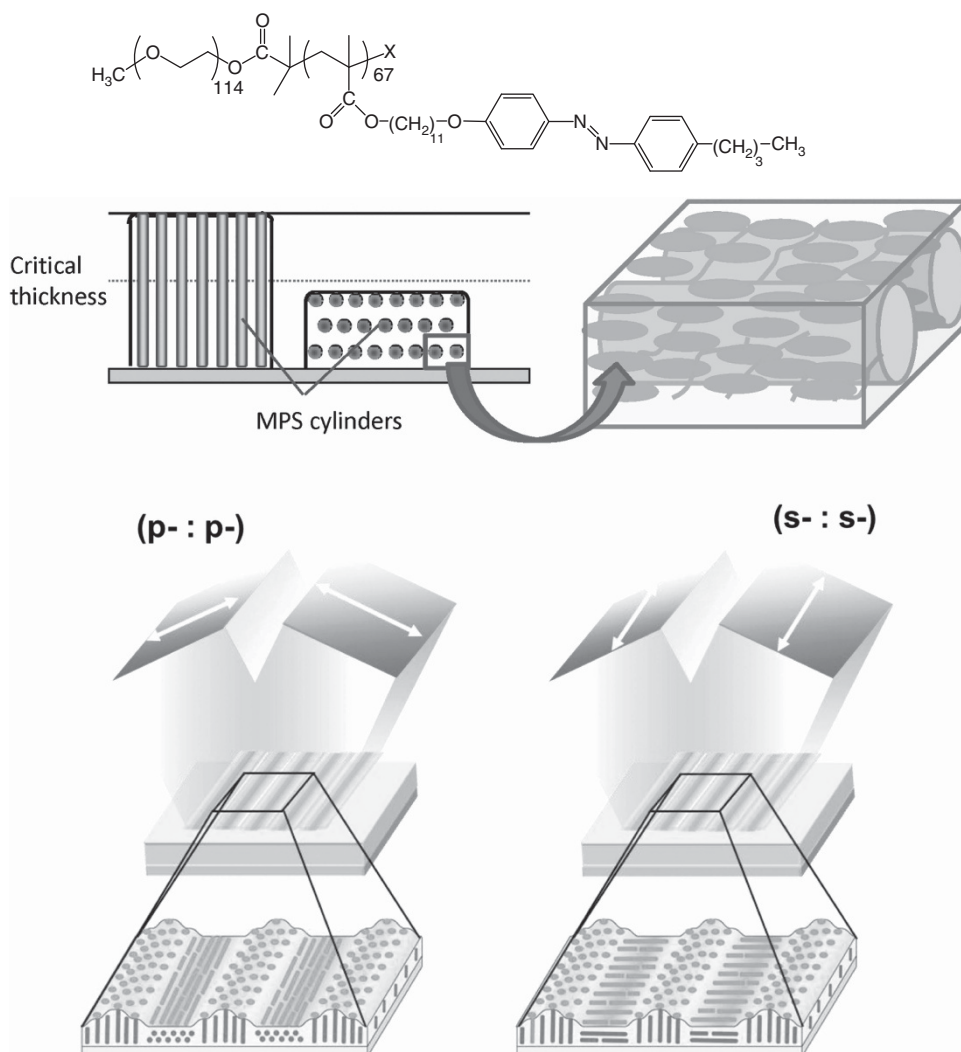 H₃C
O
114
O
O
67
X
O
O–(CH₂)₁₁–O
N
N
(CH₂)₃–CH₃
Critical
thickness
MPS cylinders
(p- : p-)
(s- : s-)